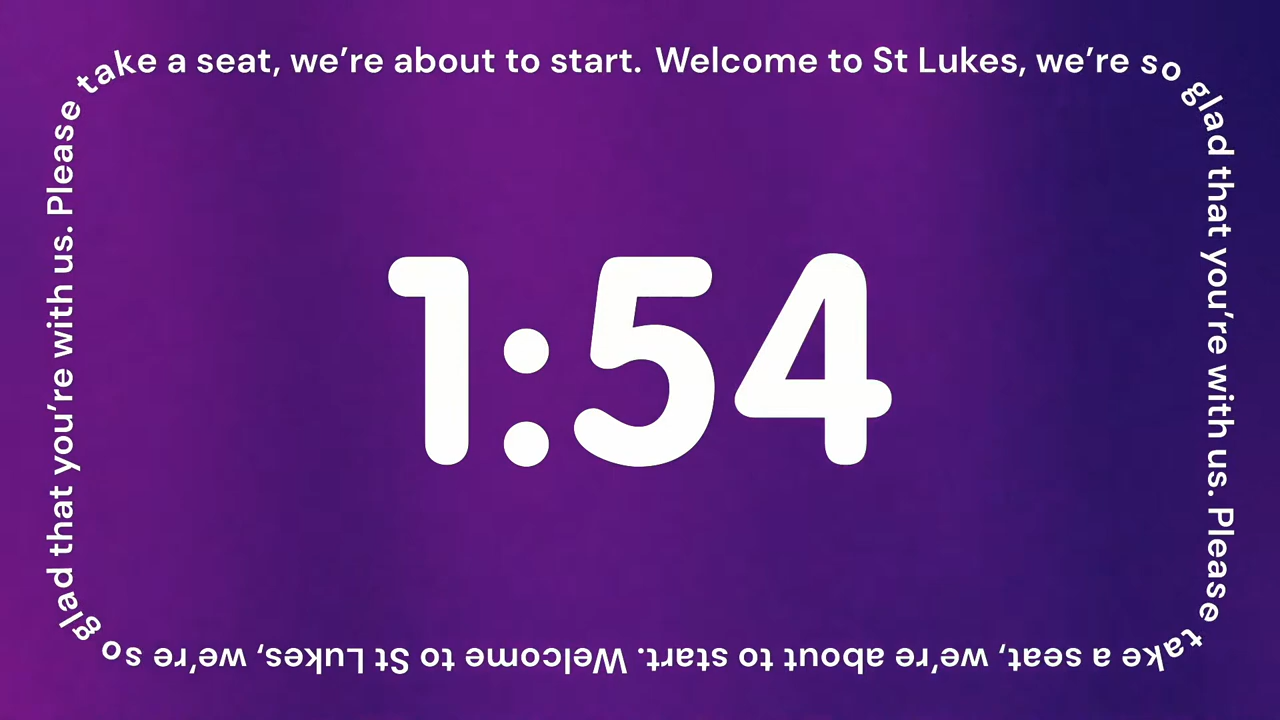 take a seat, we’re about to start. Welcome to St Lukes, we’re so glad that you’re with us. Please take a seat, we’re about to start. Welcome to St Lukes, we’re so glad that you’re with us. Please
1:54